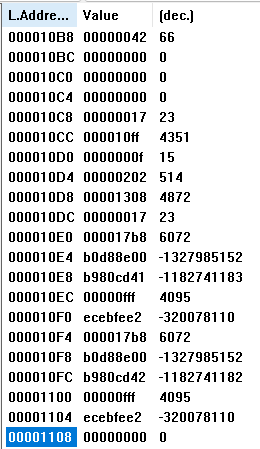 L.Addre... Value (dec.)
000010B8 00000042 66
000010BC 00000000 0
000010C0 00000000 0
000010C4 00000000 0
000010C8 00000017 23
000010CC 000010ff 4351
000010D0 0000000f 15
000010D4 00000202 514
000010D8 00001308 4872
000010DC 00000017 23
000010E0 000017b8 6072
000010E4 b0d88e00 -1327985152
000010E8 b980cd41 -1182741183
000010EC 00000fff 4095
000010F0 ecebfee2 -320078110
000010F4 000017b8 6072
000010F8 b0d88e00 -1327985152
000010FC b980cd42 -1182741182
00001100 00000fff 4095
00001104 ecebfee2 -320078110
00001108 00000000 0